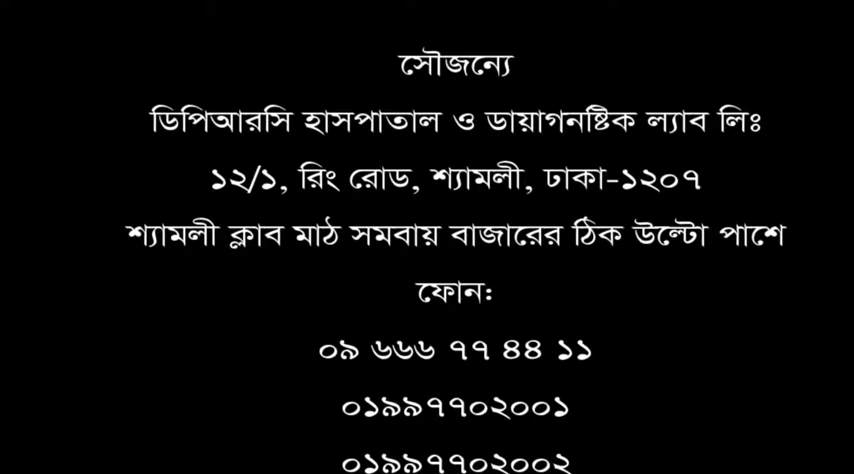 সৌজন্যে
ডিপিআরসি হাসপাতাল ও ডায়াগনষ্টিক ল্যাব লিঃ
১২/১, রিং রোড, শ্যামলী, ঢাকা-১২০৭
শ্যামলী ক্লাব মাঠ সমবায় বাজারের ঠিক উল্টো পাশে
ফোন:
০৯ ৬৬৬ ৭৭ ৪৪ ১১
০১৯৯৭৭০২০০১
০১৯৯৭৭০২০০২